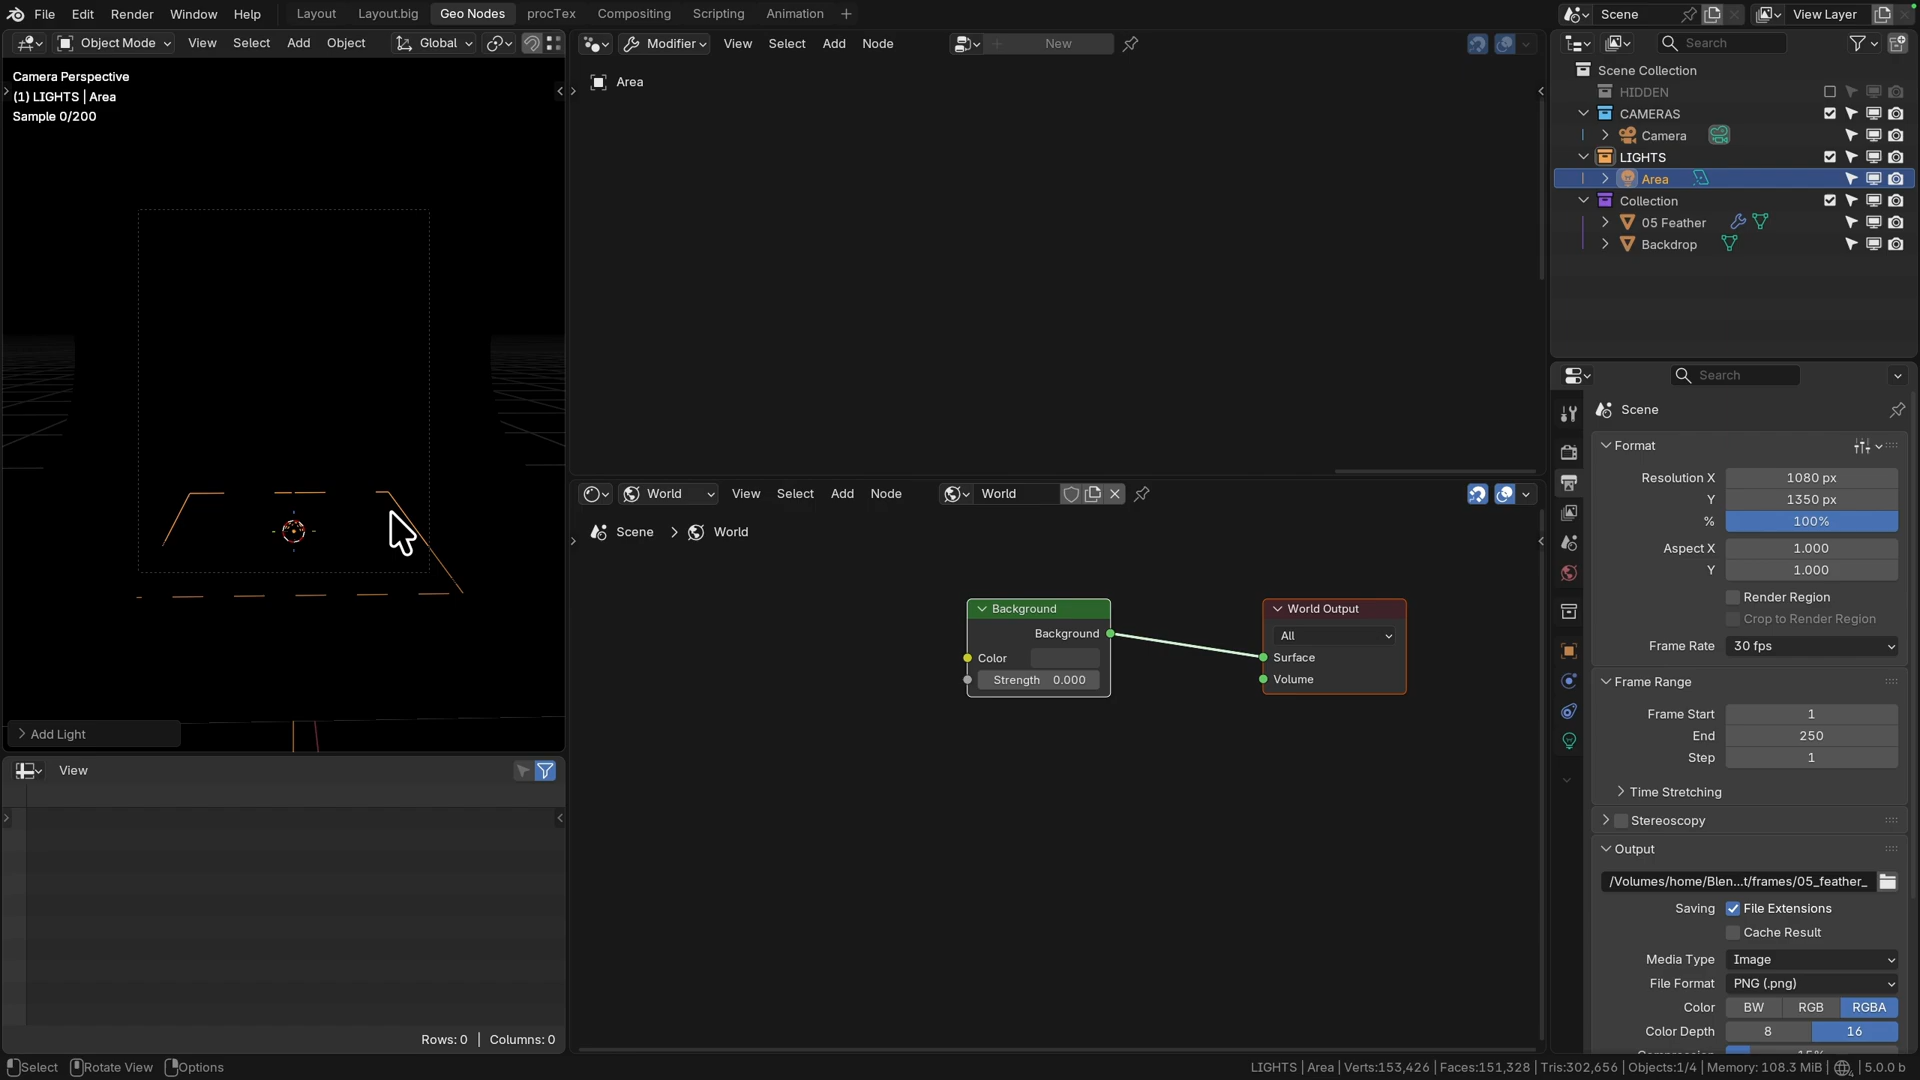 File Edit Render Window Help Layout Layout.big Geo Nodes procTex Compositing Scripting Animation + Scene View Layer
Object Mode View Select Add Object Global
Modifier View Select Add Node New
Search
Camera Perspective
(1) LIGHTS | Area
Sample 0/200
Area
Scene Collection
HIDDEN
CAMERAS
Camera
LIGHTS
Area
Collection
05 Feather
Backdrop
Search
Scene
Format
Resolution X 1080 px
Y 1350 px
% 100%
Aspect X 1.000
Y 1.000
Render Region
Crop to Render Region
Frame Rate 30 fps
Frame Range
Frame Start 1
End 250
Step 1
Time Stretching
Stereoscopy
Output
/Volumes/home/Blen...t/frames/05_feather_
Saving File Extensions
Cache Result
Media Type Image
File Format PNG (.png)
Color BW RGB RGBA
Color Depth 8 16
World View Select Add Node World
Scene > World
Background
Background
Color
Strength 0.000
World Output
All
Surface
Volume
Add Light
View
Rows: 0 | Columns: 0
Select Rotate View Options
LIGHTS | Area | Verts:153,426 | Faces:151,328 | Tris:302,656 | Objects:1/4 | Memory: 108.3 MiB | 5.0.0 b